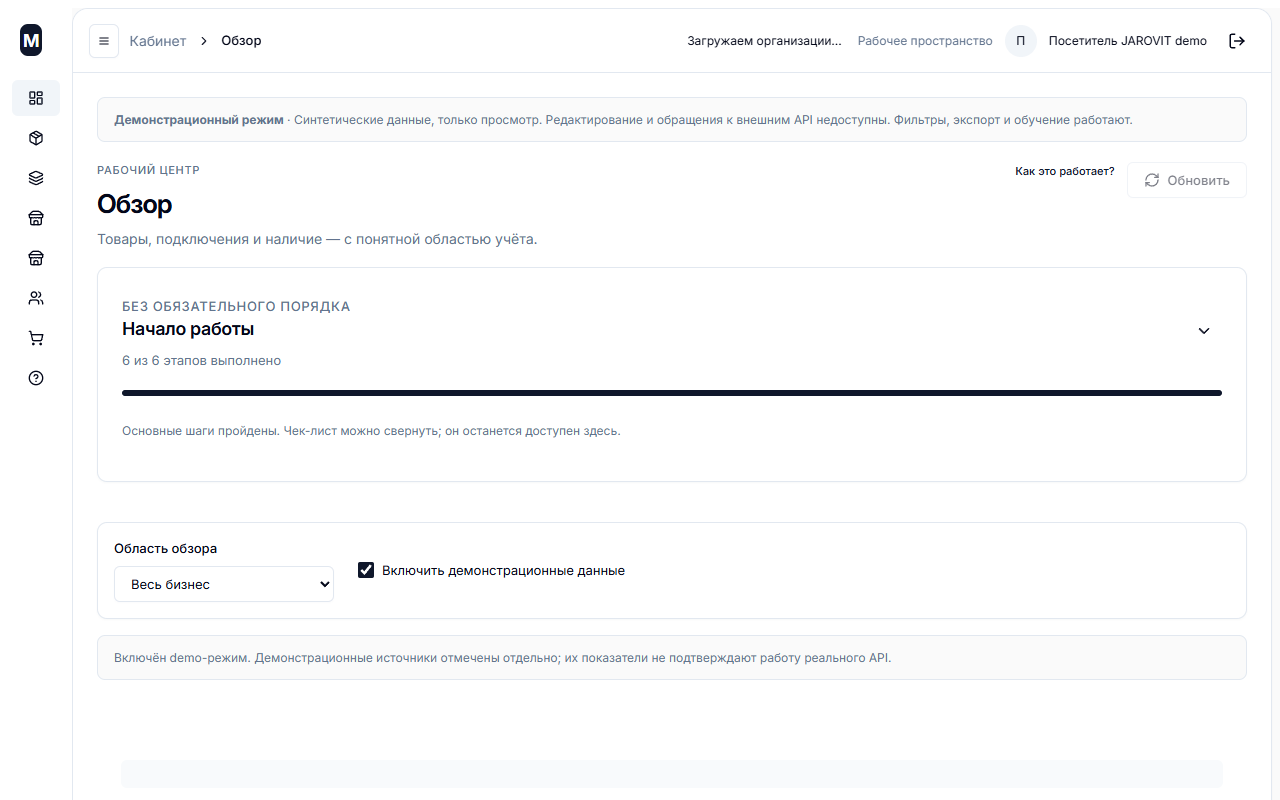 M
Кабинет
Обзор
Загружаем организации...
Рабочее пространство
П
Посетитель JAROVIT demo
Демонстрационный режим · Синтетические данные, только просмотр. Редактирование и обращения к внешним API недоступны. Фильтры, экспорт и обучение работают.
РАБОЧИЙ ЦЕНТР
Как это работает?
Обновить
Обзор
Товары, подключения и наличие — с понятной областью учёта.
БЕЗ ОБЯЗАТЕЛЬНОГО ПОРЯДКА
Начало работы
6 из 6 этапов выполнено
Основные шаги пройдены. Чек-лист можно свернуть; он останется доступен здесь.
Область обзора
Весь бизнес
Включить демонстрационные данные
Включён demo-режим. Демонстрационные источники отмечены отдельно; их показатели не подтверждают работу реального API.